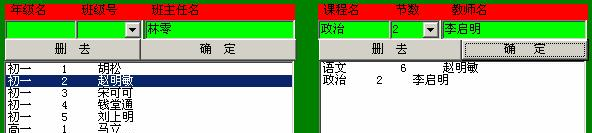 年级名 班级号 班主任名
林零
删 去 确 定
初一 1 胡松
初一 2 赵明敏
初一 3 宋可可
初一 4 钱堂通
初一 5 刘上明
高一 1 马立
课程名 节数 教师名
政治 2 李启明
删 去 确 定
语文 6 赵明敏
政治 2 李启明